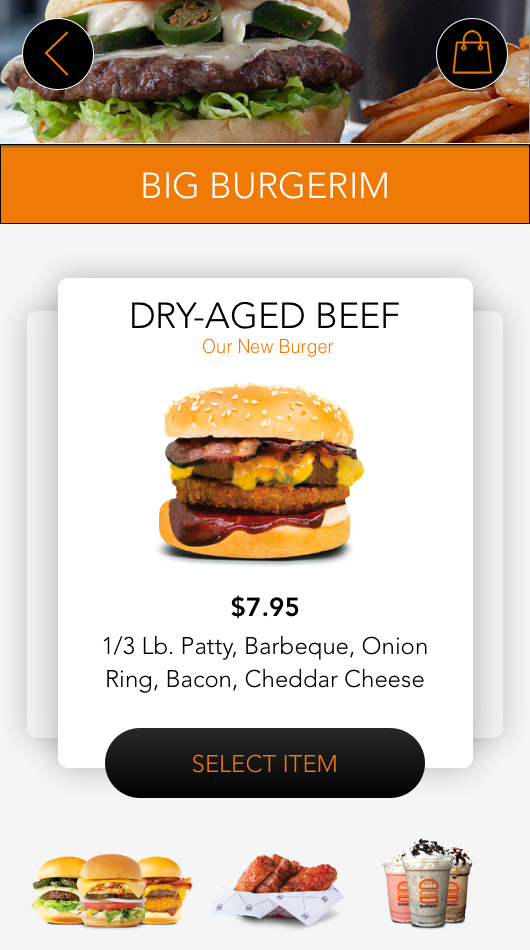 BIG BURGERIM
DRY-AGED BEEF
Our New Burger
$7.95
1/3 Lb. Patty, Barbeque, Onion
Ring, Bacon, Cheddar Cheese
SELECT ITEM